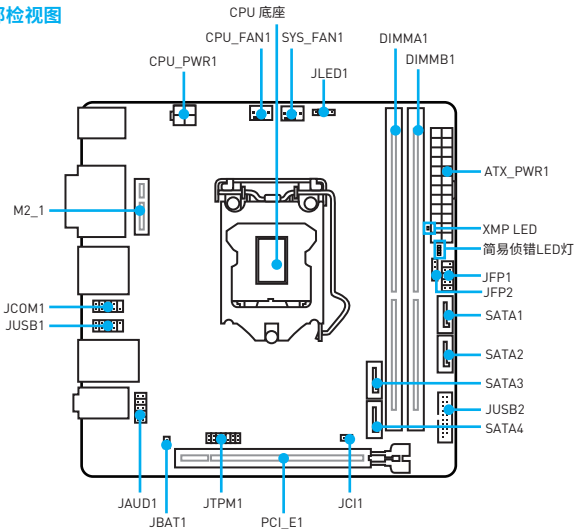 部检视图
CPU 底座
CPU_FAN1
SYS_FAN1
DIMMA1
DIMMB1
CPU_PWR1
JLED1
ATX_PWR1
M2_1
XMP LED
简易侦错LED灯
JFP1
JFP2
JCOM1
JUSB1
SATA1
SATA2
SATA3
JUSB2
SATA4
JAUD1
JTPM1
JCI1
JBAT1
PCI_E1